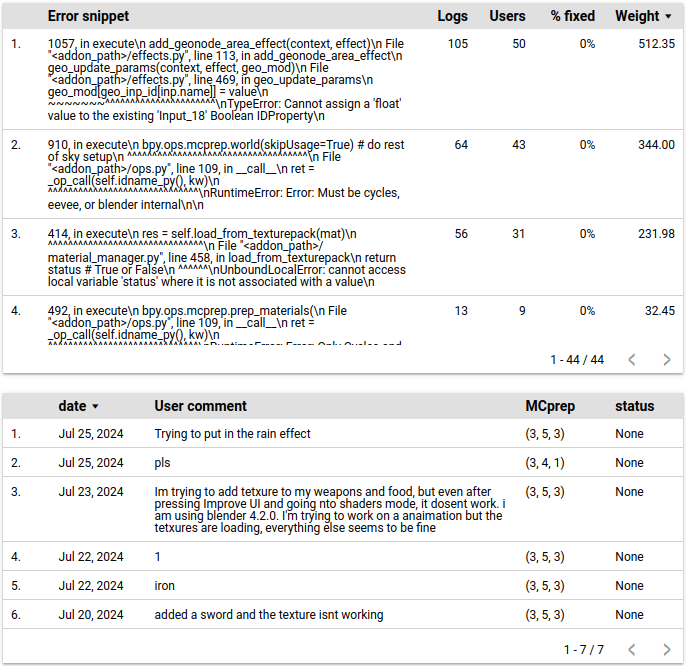 Error snippet Logs Users % fixed Weight
1. 1057, in execute\n add_geonode_area_effect(context, effect)\n File 105 50 0% 512.35
"<addon_path>/effects.py", line 113, in add_geonode_area_effect\n
geo_update_params(context, effect, geo_mod)\n File
"<addon_path>/effects.py", line 469, in geo_update_params\n
geo_mod[geo_inp_id[inp.name]] = value\n
~~~~~~~^^^^^^^^^^^^^^^^^^^^^^\nTypeError: Cannot assign a 'float'
value to the existing 'Input_18' Boolean IDProperty\n
2. 910, in execute\n bpy.ops.mcprep.world(skipUsage=True) # do rest 64 43 0% 344.00
of sky setup\n ^^^^^^^^^^^^^^^^^^^^^^^^^^^^^^^^^^^^\n File
"<addon_path>/ops.py", line 109, in __call__\n ret =
_op_call(self.idname_py(), kw)\n
^^^^^^^^^^^^^^^^^^^^^^^^^^^^^^\nRuntimeError: Error: Must be cycles,
eevee, or blender internal\n\n
3. 414, in execute\n res = self.load_from_texturepack(mat)\n 56 31 0% 231.98
^^^^^^^^^^^^^^^^^^^^^^^^^^^^^^^\n File "<addon_path>/
material_manager.py", line 458, in load_from_texturepack\n return
status # True or False\n ^^^^^^\nUnboundLocalError: cannot access
local variable 'status' where it is not associated with a value\n
4. 492, in execute\n bpy.ops.mcprep.prep_materials(\n File 13 9 0% 32.45
"<addon_path>/ops.py", line 109, in __call__\n ret =
_op_call(self.idname_py(), kw)\n
^^^^^^^^^^^^^^^^^^^^^^^^^^^^^^\nRuntimeError: Error: Only Cycles and
1 - 44 / 44
date User comment MCprep status
1. Jul 25, 2024 Trying to put in the rain effect (3, 5, 3) None
2. Jul 25, 2024 pls (3, 4, 1) None
3. Jul 23, 2024 Im trying to add tetxure to my weapons and food, but even after (3, 5, 3) None
pressing Improve UI and going nto shaders mode, it dosent work. i
am using blender 4.2.0. I'm trying to work on a anaimation but the
tetxures are loading, everything else seems to be fine
4. Jul 22, 2024 1 (3, 5, 3) None
5. Jul 22, 2024 iron (3, 5, 3) None
6. Jul 20, 2024 added a sword and the texture isnt working (3, 5, 3) None
1 - 7 / 7